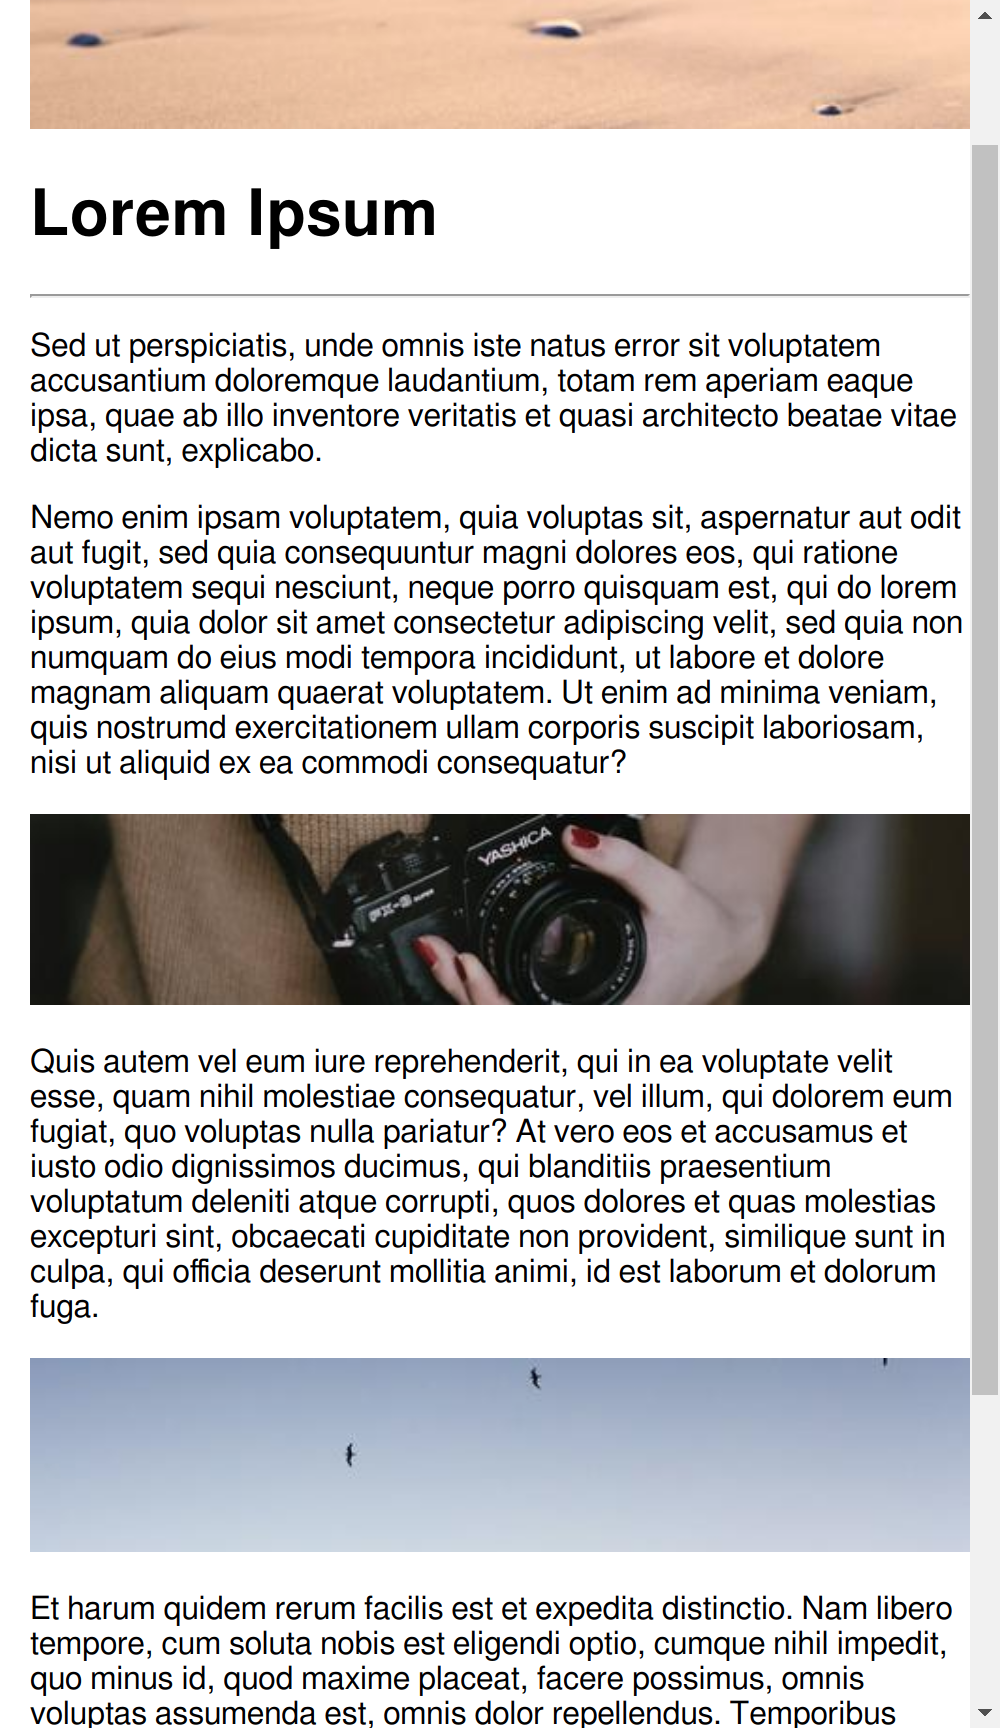 Lorem Ipsum
Sed ut perspiciatis, unde omnis iste natus error sit voluptatem
accusantium doloremque laudantium, totam rem aperiam eaque
ipsa, quae ab illo inventore veritatis et quasi architecto beatae vitae
dicta sunt, explicabo.
Nemo enim ipsam voluptatem, quia voluptas sit, aspernatur aut odit
aut fugit, sed quia consequuntur magni dolores eos, qui ratione
voluptatem sequi nesciunt, neque porro quisquam est, qui do lorem
ipsum, quia dolor sit amet consectetur adipiscing velit, sed quia non
numquam do eius modi tempora incididunt, ut labore et dolore
magnam aliquam quaerat voluptatem. Ut enim ad minima veniam,
quis nostrumd exercitationem ullam corporis suscipit laboriosam,
nisi ut aliquid ex ea commodi consequatur?
YASHICA
FX-3 SUPER
Quis autem vel eum iure reprehenderit, qui in ea voluptate velit
esse, quam nihil molestiae consequatur, vel illum, qui dolorem eum
fugiat, quo voluptas nulla pariatur? At vero eos et accusamus et
iusto odio dignissimos ducimus, qui blanditiis praesentium
voluptatum deleniti atque corrupti, quos dolores et quas molestias
excepturi sint, obcaecati cupiditate non provident, similique sunt in
culpa, qui officia deserunt mollitia animi, id est laborum et dolorum
fuga.
Et harum quidem rerum facilis est et expedita distinctio. Nam libero
tempore, cum soluta nobis est eligendi optio, cumque nihil impedit,
quo minus id, quod maxime placeat, facere possimus, omnis
voluptas assumenda est, omnis dolor repellendus. Temporibus